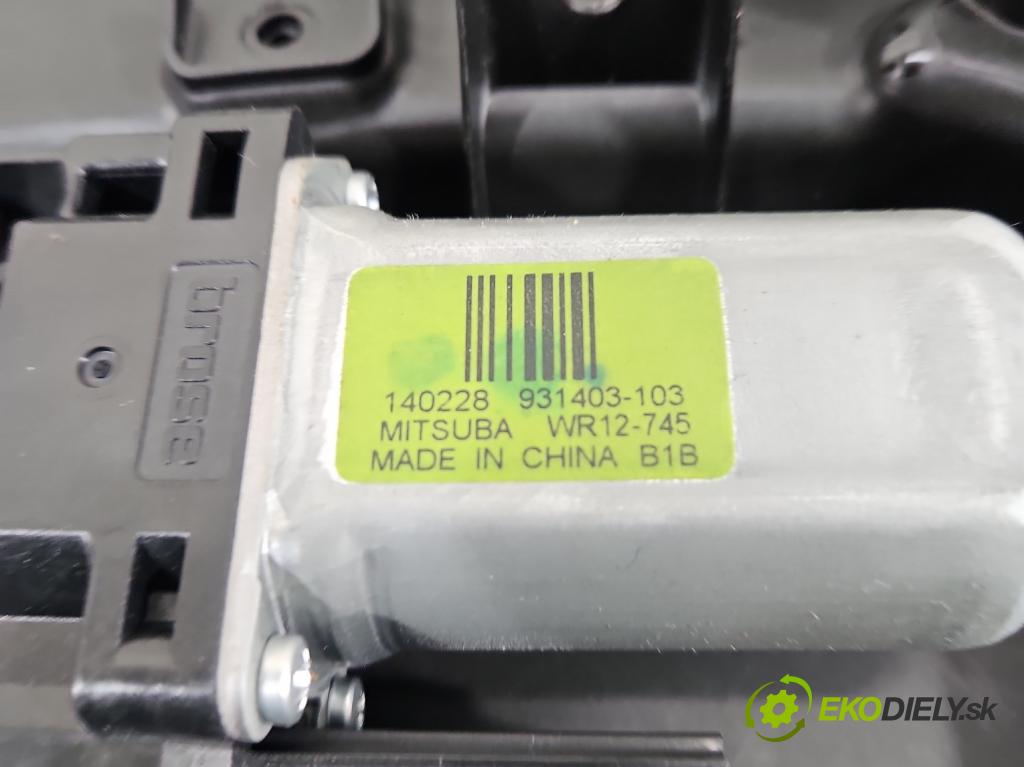 brose
140228 931403-103
MITSUBA WR12-745
MADE IN CHINA B1B
EKODIELY.sk